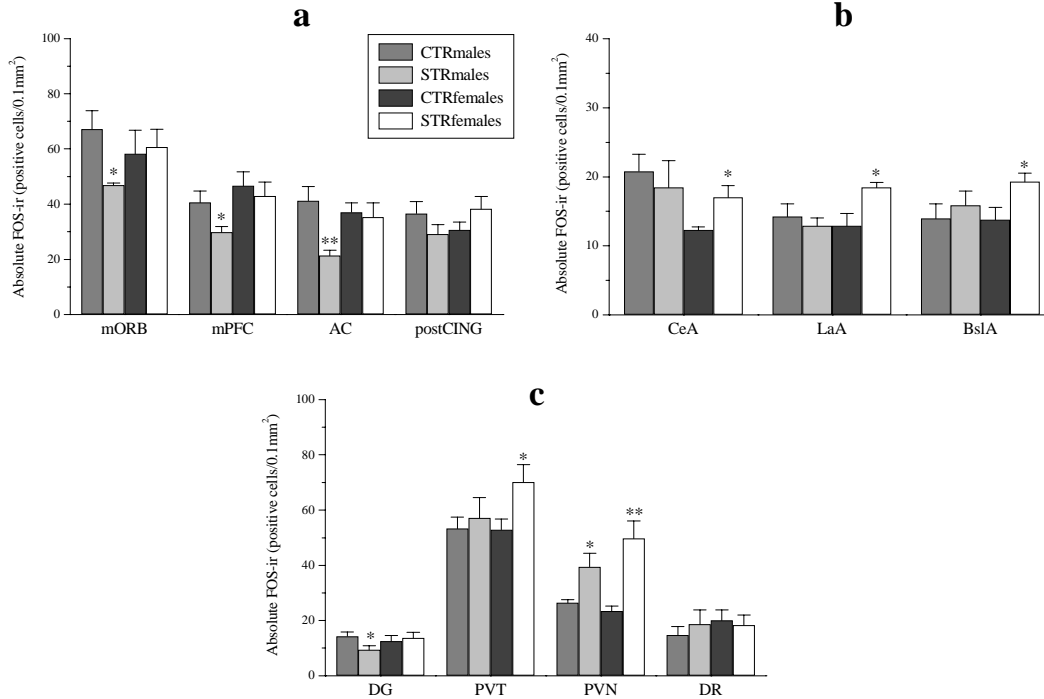 a
Absolute FOS-ir (positive cells/0.1mm²)
100
80
60
40
20
0
CTRmales
STRmales
CTRfemales
STRfemales
*
*
**
mORB mPFC AC postCING
b
Absolute FOS-ir (positive cells/0.1mm²)
40
30
20
10
0
*
*
*
CeA LaA BslA
c
Absolute FOS-ir (positive cells/0.1mm²)
100
80
60
40
20
0
*
*
*
**
DG PVT PVN DR